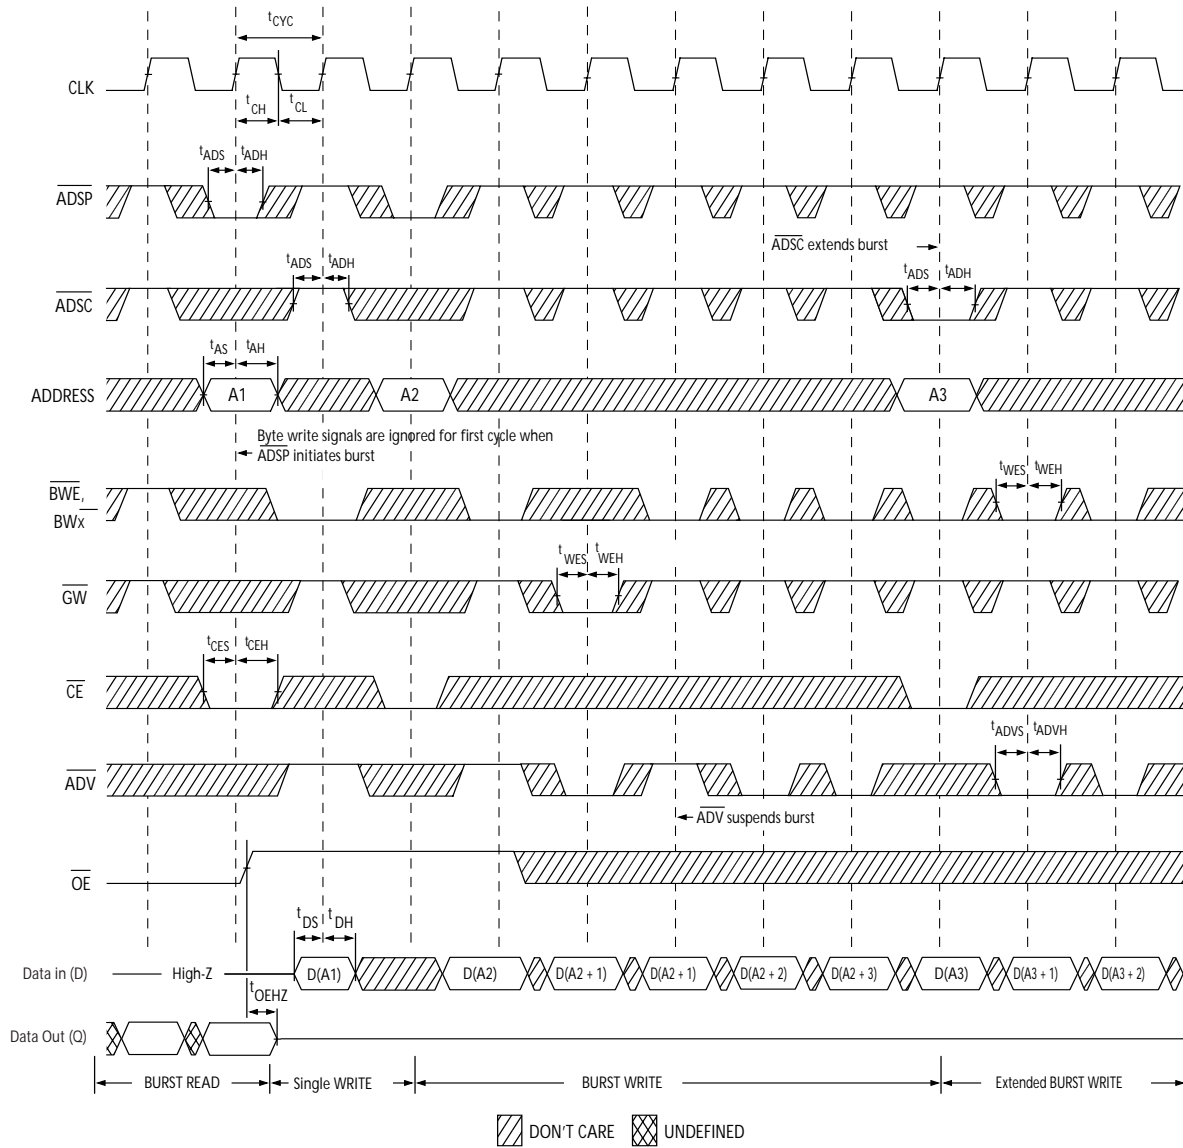 tCYC
CLK
tCH
tCL
tADS
tADH
ADSP
ADSC extends burst
tADS
tADH
tADS
tADH
ADSC
tAS
tAH
ADDRESS
A1
A2
A3
Byte write signals are ignored for first cycle when
ADSP initiates burst
BWE,
BWx
tWES
tWEH
tWES
tWEH
GW
tCES
tCEH
CE
tADVS
tADVH
ADV
ADV suspends burst
OE
tDS
tDH
Data in (D)
High-Z
D(A1)
D(A2)
D(A2 + 1)
D(A2 + 1)
D(A2 + 2)
D(A2 + 3)
D(A3)
D(A3 + 1)
D(A3 + 2)
tOEHZ
Data Out (Q)
BURST READ
Single WRITE
BURST WRITE
Extended BURST WRITE
DON'T CARE
UNDEFINED